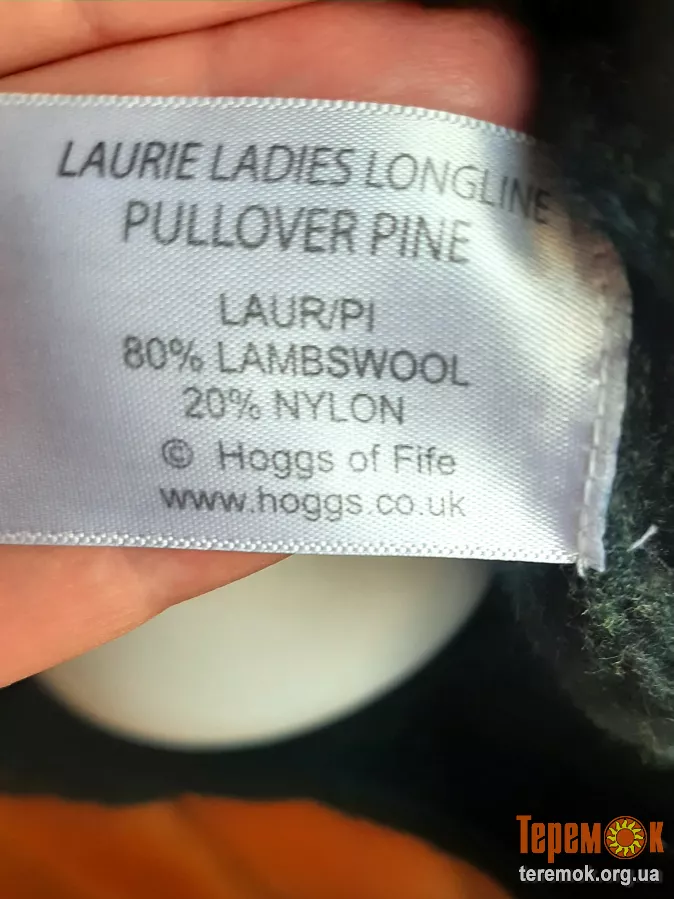 LAURIE LADIES LONGLINE
PULLOVER PINE
LAUR/PI
80% LAMBSWOOL
20% NYLON
© Hoggs of Fife
www.hoggs.co.uk
ТеремОк
teremok.org.ua